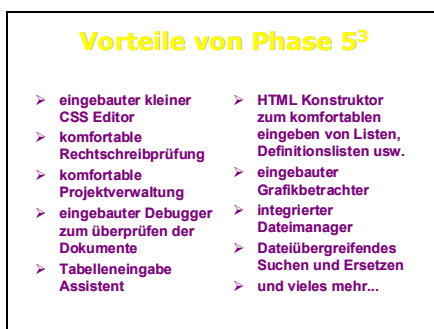 Vorteile von Phase 5³
eingebauter kleiner
CSS Editor
komfortable
Rechtschreibprüfung
komfortable
Projektverwaltung
eingebauter Debugger
zum überprüfen der
Dokumente
Tabelleneingabe
Assistent
HTML Konstruktor
zum komfortablen
eingeben von Listen,
Definitionslisten usw.
eingebauter
Grafikbetrachter
integrierter
Dateimanager
Dateiübergreifendes
Suchen und Ersetzen
und vieles mehr...